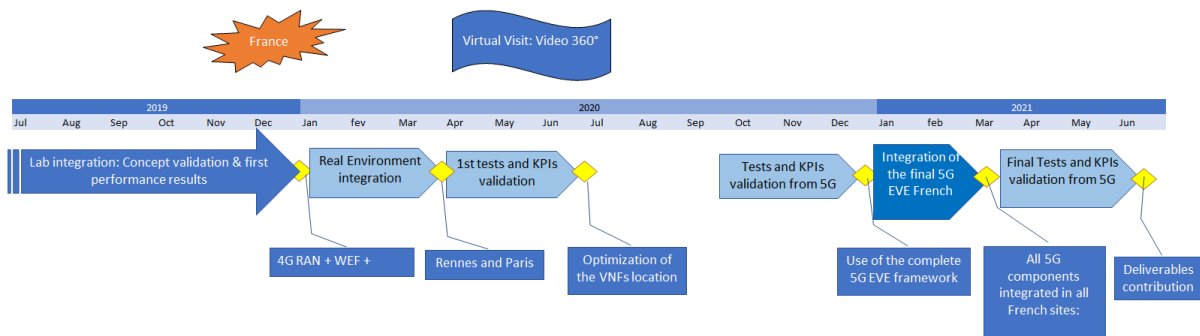 France
Virtual Visit: Video 360°
2019 2020 2021
Jul Aug Sep Oct Nov Dec Jan fev Mar Apr May Jun Jul Oct Nov Dec Jan feb Mar Apr May Jun
Lab integration: Concept validation & first
performance results
Real Environment
integration
1st tests and KPIs
validation
Tests and KPIs
validation from 5G
Integration of
the final 5G
EVE French
Final Tests and KPIs
validation from 5G
4G RAN + WEF +
Rennes and Paris
Optimization of
the VNFs location
Use of the complete
5G EVE framework
All 5G
components
integrated in all
French sites:
Deliverables
contribution